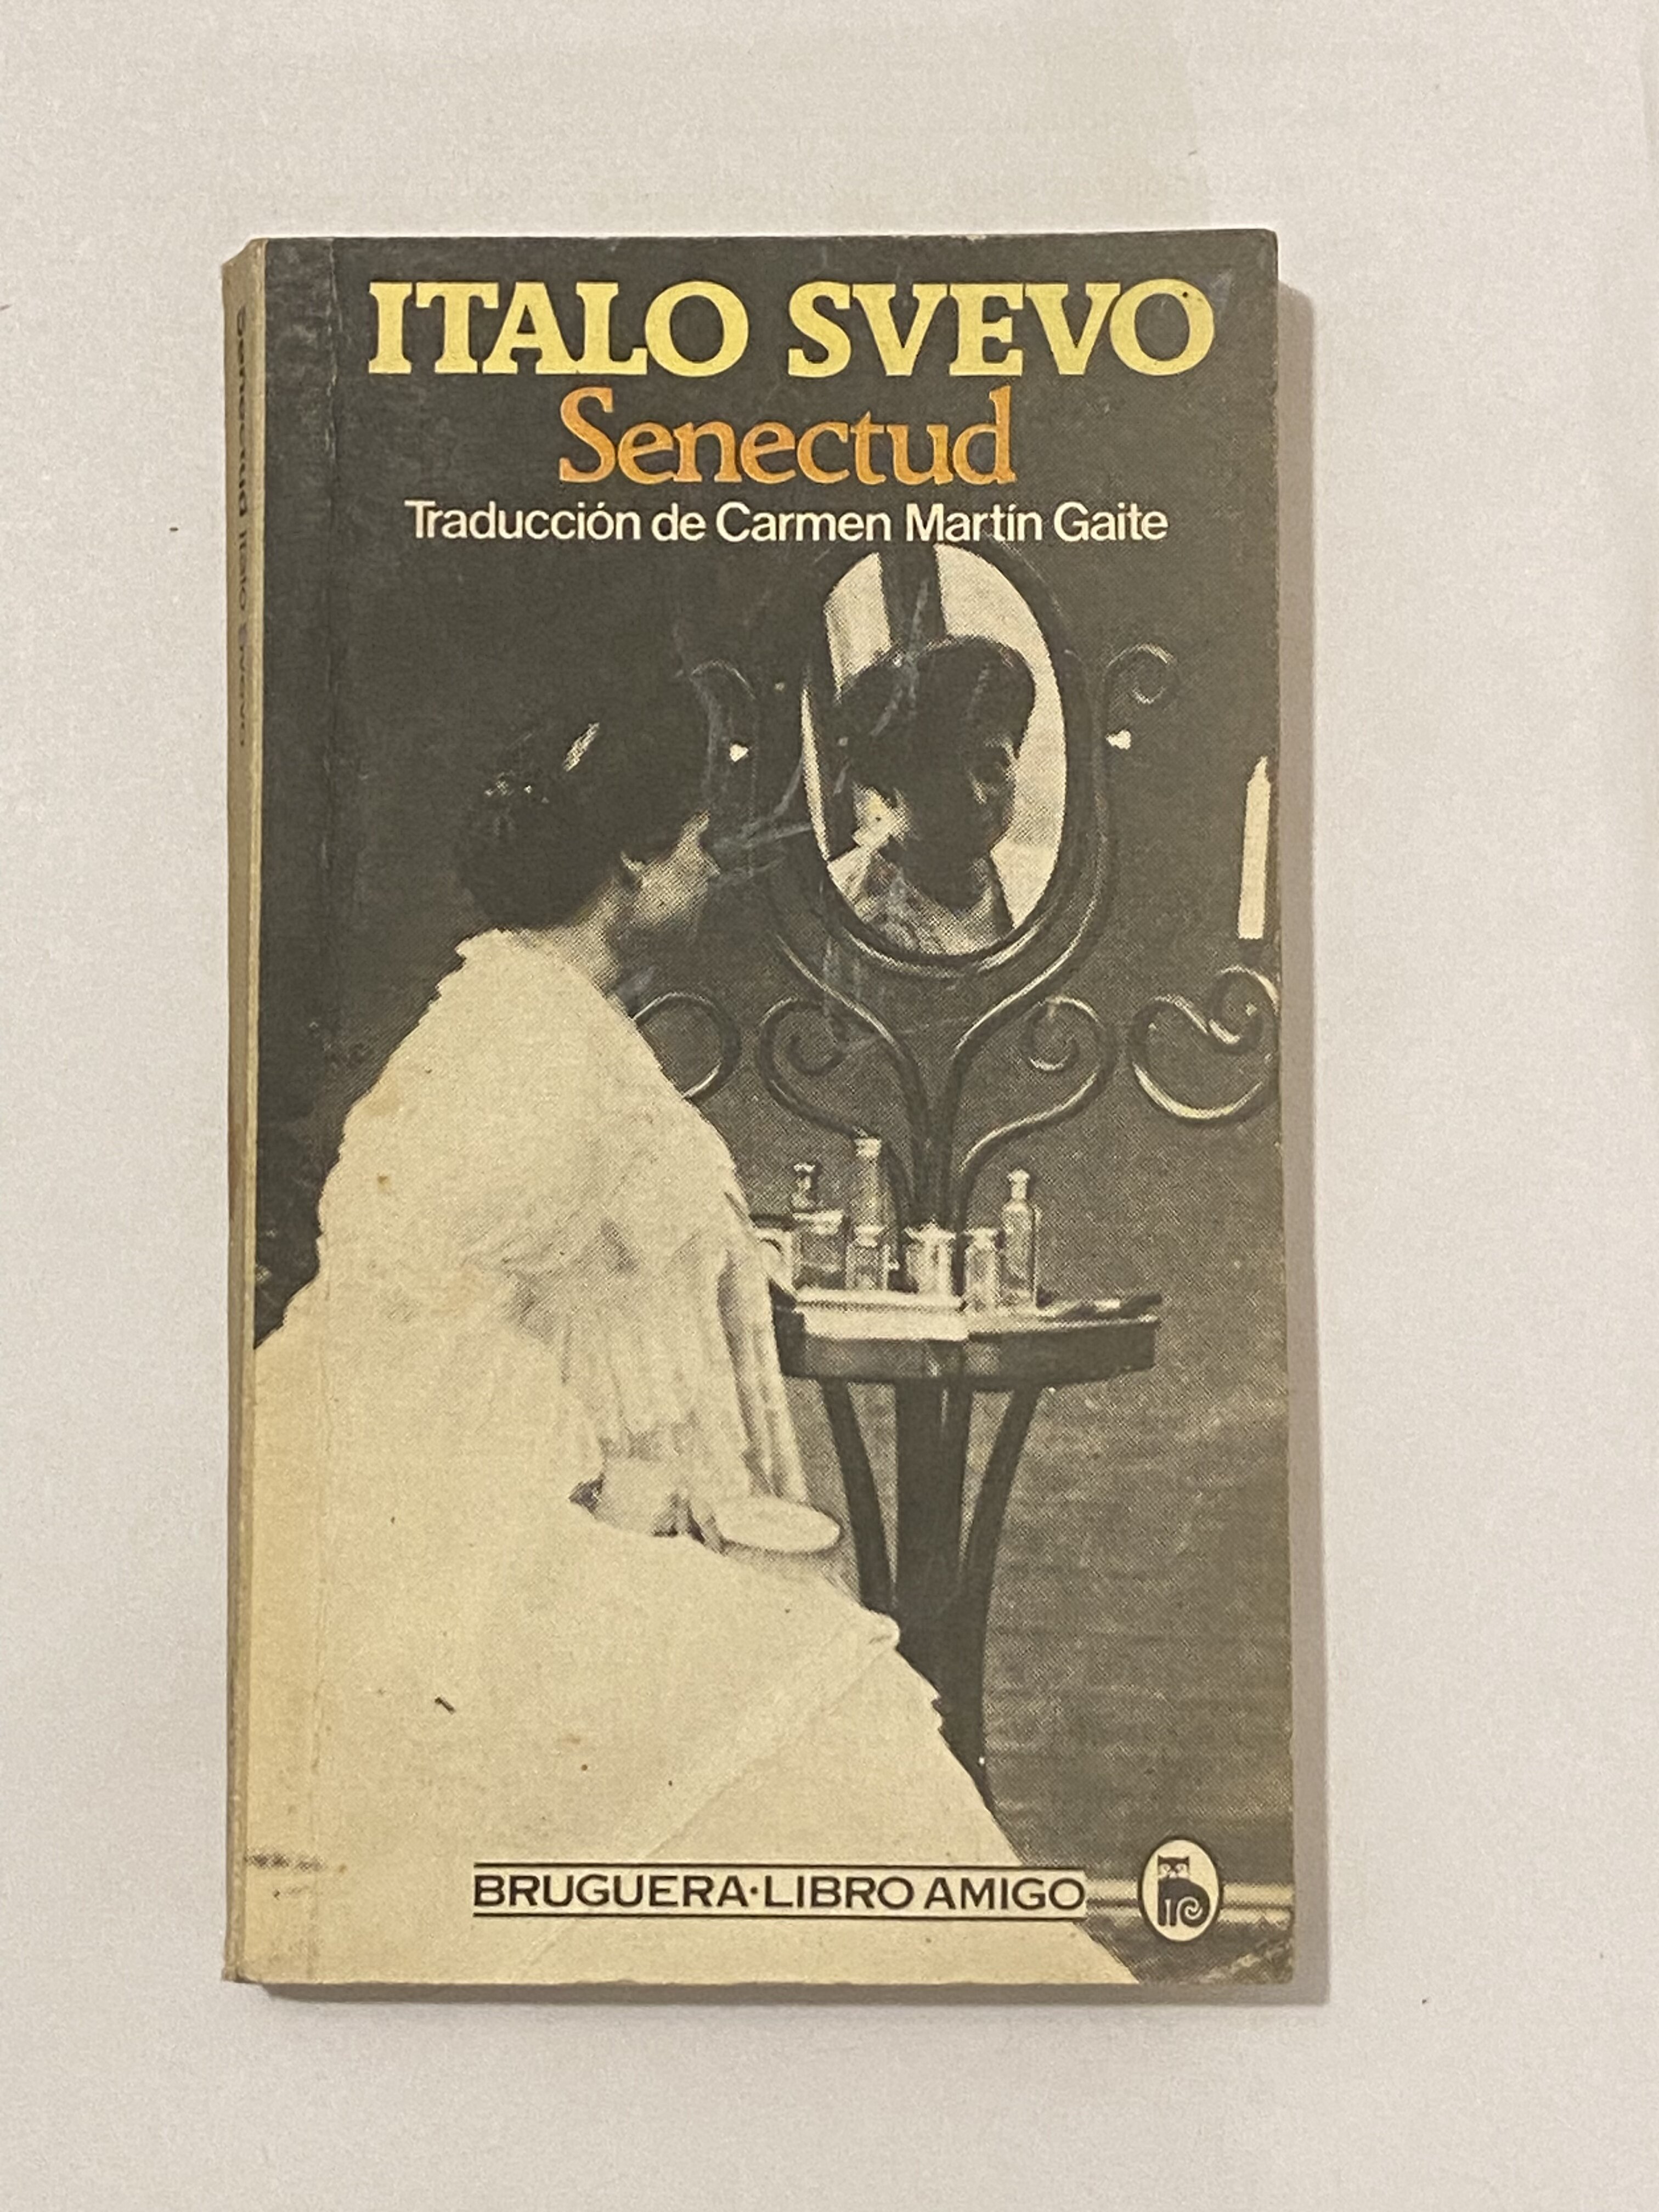 ITALO SVEVO
Senectud
Traducción de Carmen Martín Gaite
BRUGUERA·LIBRO AMIGO
Senectud Italo Svevo